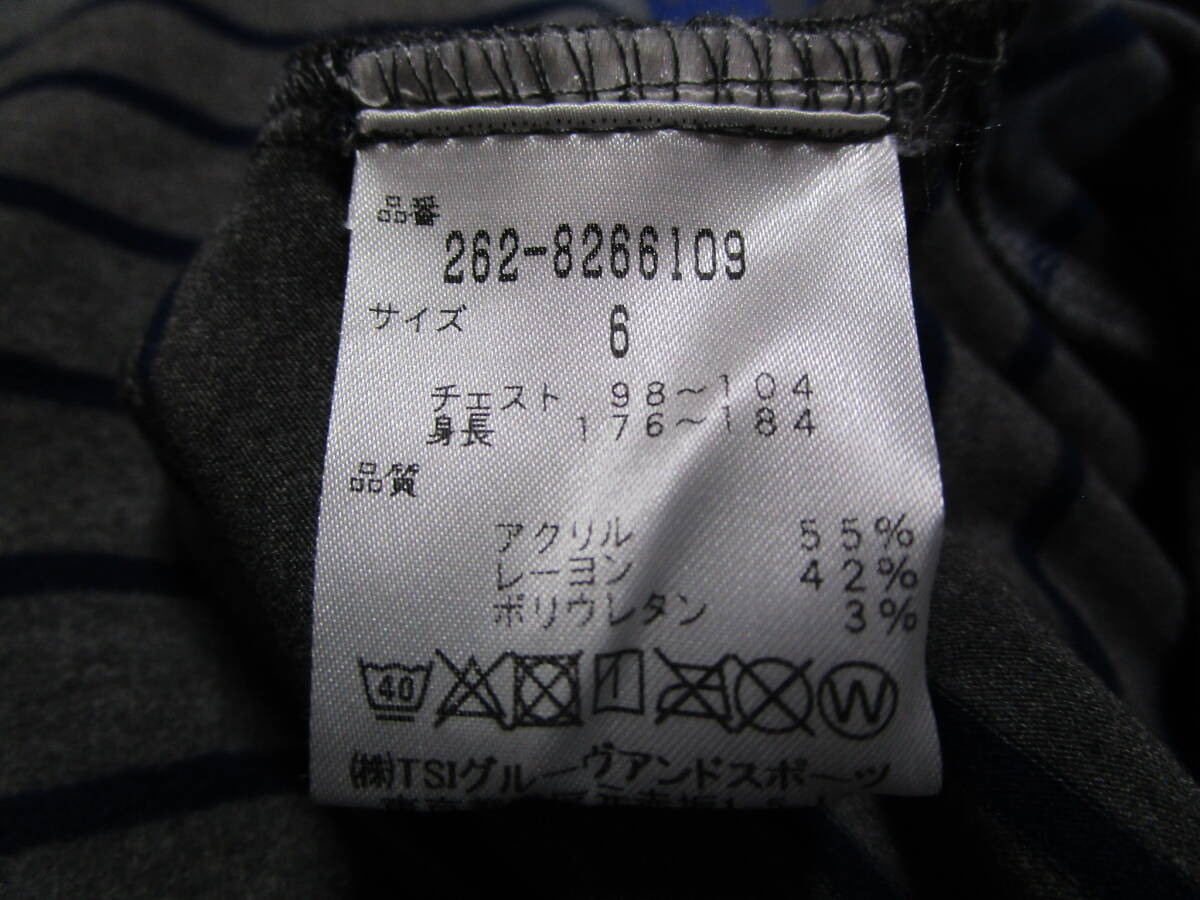 品番
262-8266109
サイズ 6
チェスト 98～104
身長 176～184
品質
アクリル 55%
レーヨン 42%
ポリウレタン 3%
40 W
㈱TSIグルーヴアンドスポーツ